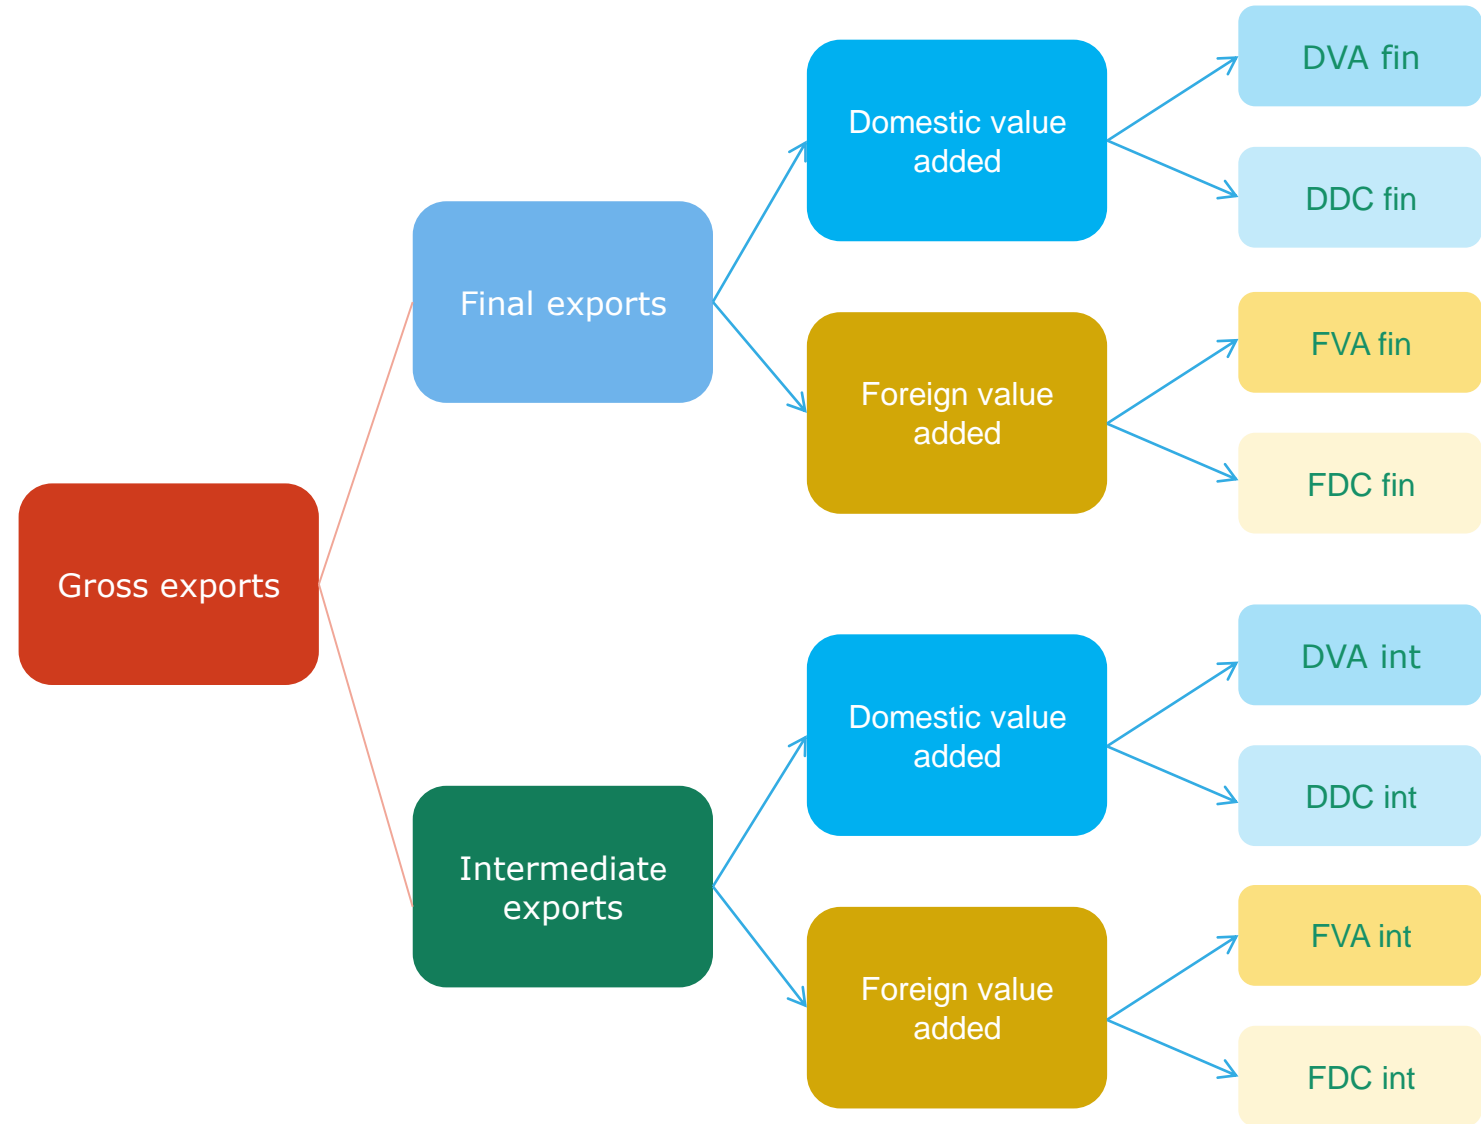 Gross exports
Final exports
Intermediate
exports
Domestic value
added
Foreign value
added
Domestic value
added
Foreign value
added
DVA fin
DDC fin
FVA fin
FDC fin
DVA int
DDC int
FVA int
FDC int